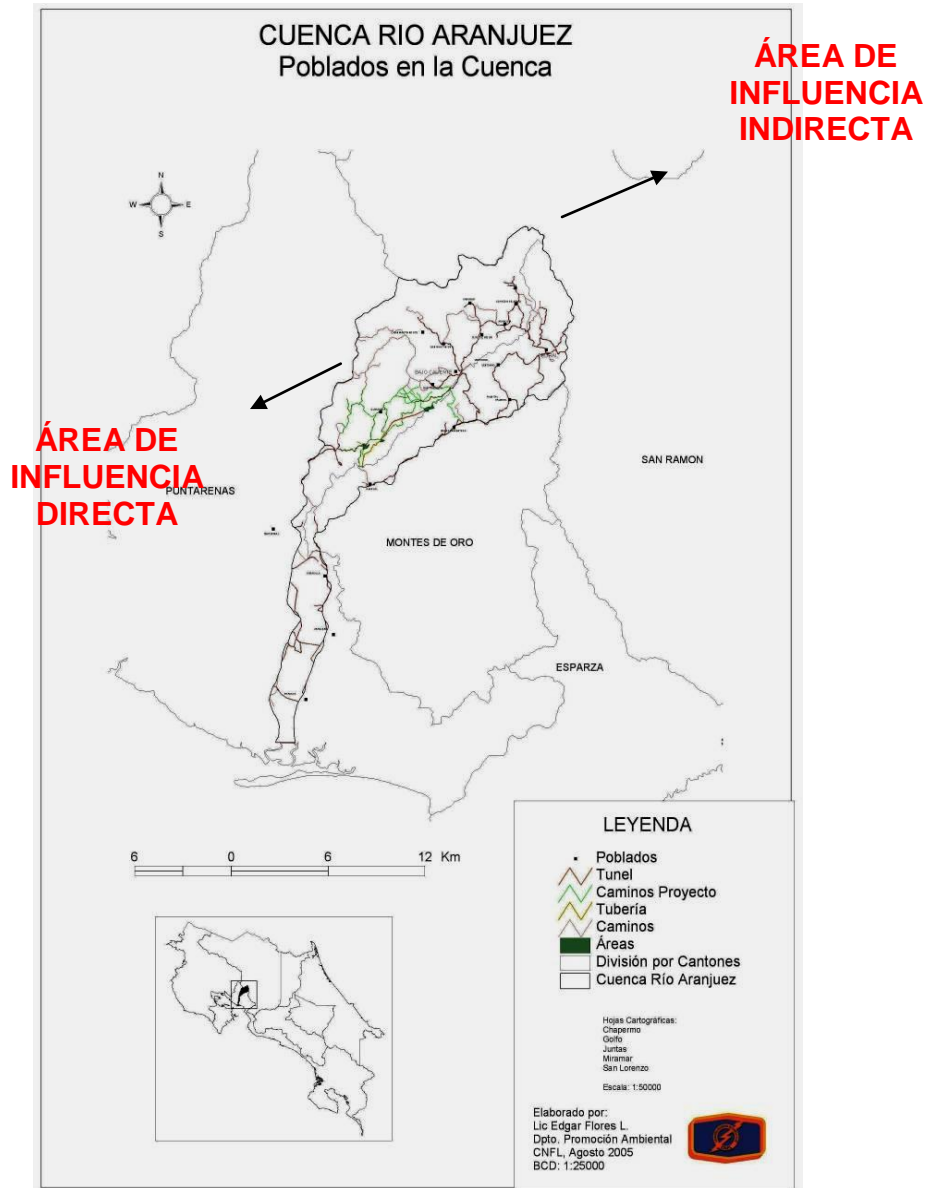 CUENCA RIO ARANJUEZ
Poblados en la Cuenca
ÁREA DE
INFLUENCIA
INDIRECTA
N
W
E
S
BAJO CALIENTE
ÁREA DE
INFLUENCIA
DIRECTA
PUNTARENAS
SAN RAMON
MONTES DE ORO
ESPARZA
6 0 6 12 Km
LEYENDA
Poblados
Tunel
Caminos Proyecto
Tubería
Caminos
Áreas
División por Cantones
Cuenca Río Aranjuez
Hojas Cartográficas:
Chapermo
Golfo
Juntas
Miramar
San Lorenzo
Escala: 1:50000
Elaborado por:
Lic Edgar Flores L.
Dpto. Promoción Ambiental
CNFL, Agosto 2005
BCD: 1:25000